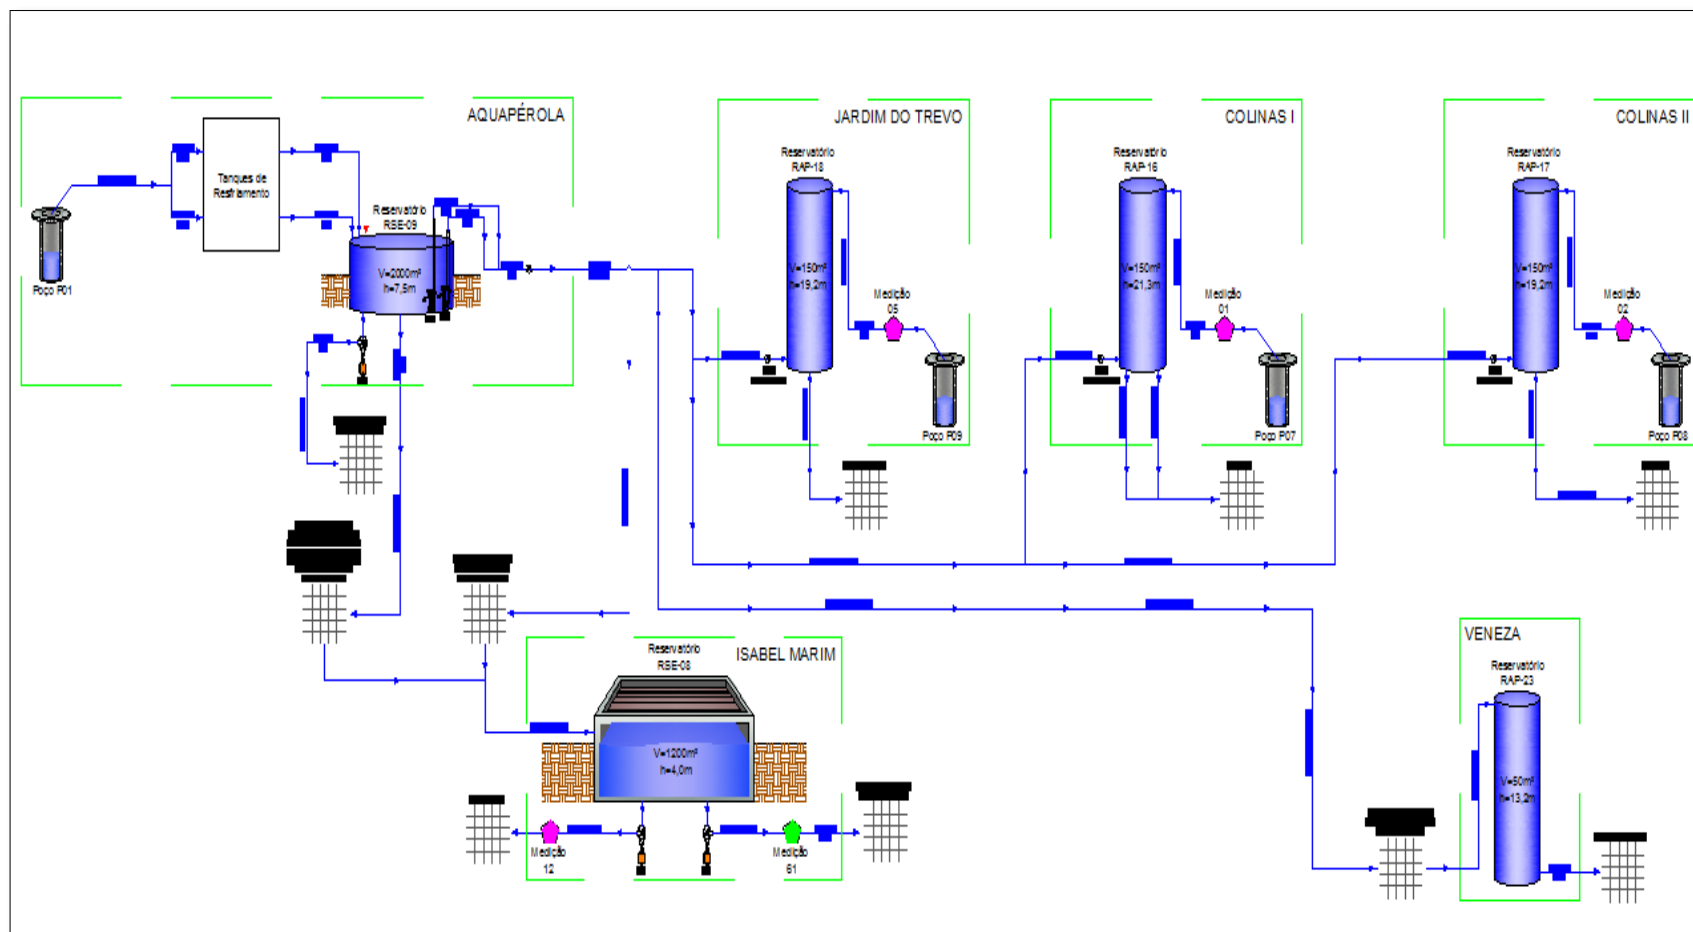 AQUAPÉROLA
Tanques de
Resfriamento
Poço P01
Reservatório
RSE-09
V=2000m³
h=7,5m
JARDIM DO TREVO
Reservatório
RAP-18
V=150m³
h=19,2m
Medição
05
Poço P09
COLINAS I
Reservatório
RAP-16
V=150m³
h=21,3m
Medição
01
Poço P07
COLINAS II
Reservatório
RAP-17
V=150m³
h=19,2m
Medição
02
Poço P08
ISABEL MARIM
Reservatório
RSE-08
V=1200m³
h=4,0m
Medição
12
Medição
61
VENEZA
Reservatório
RAP-23
V=50m³
h=13,2m